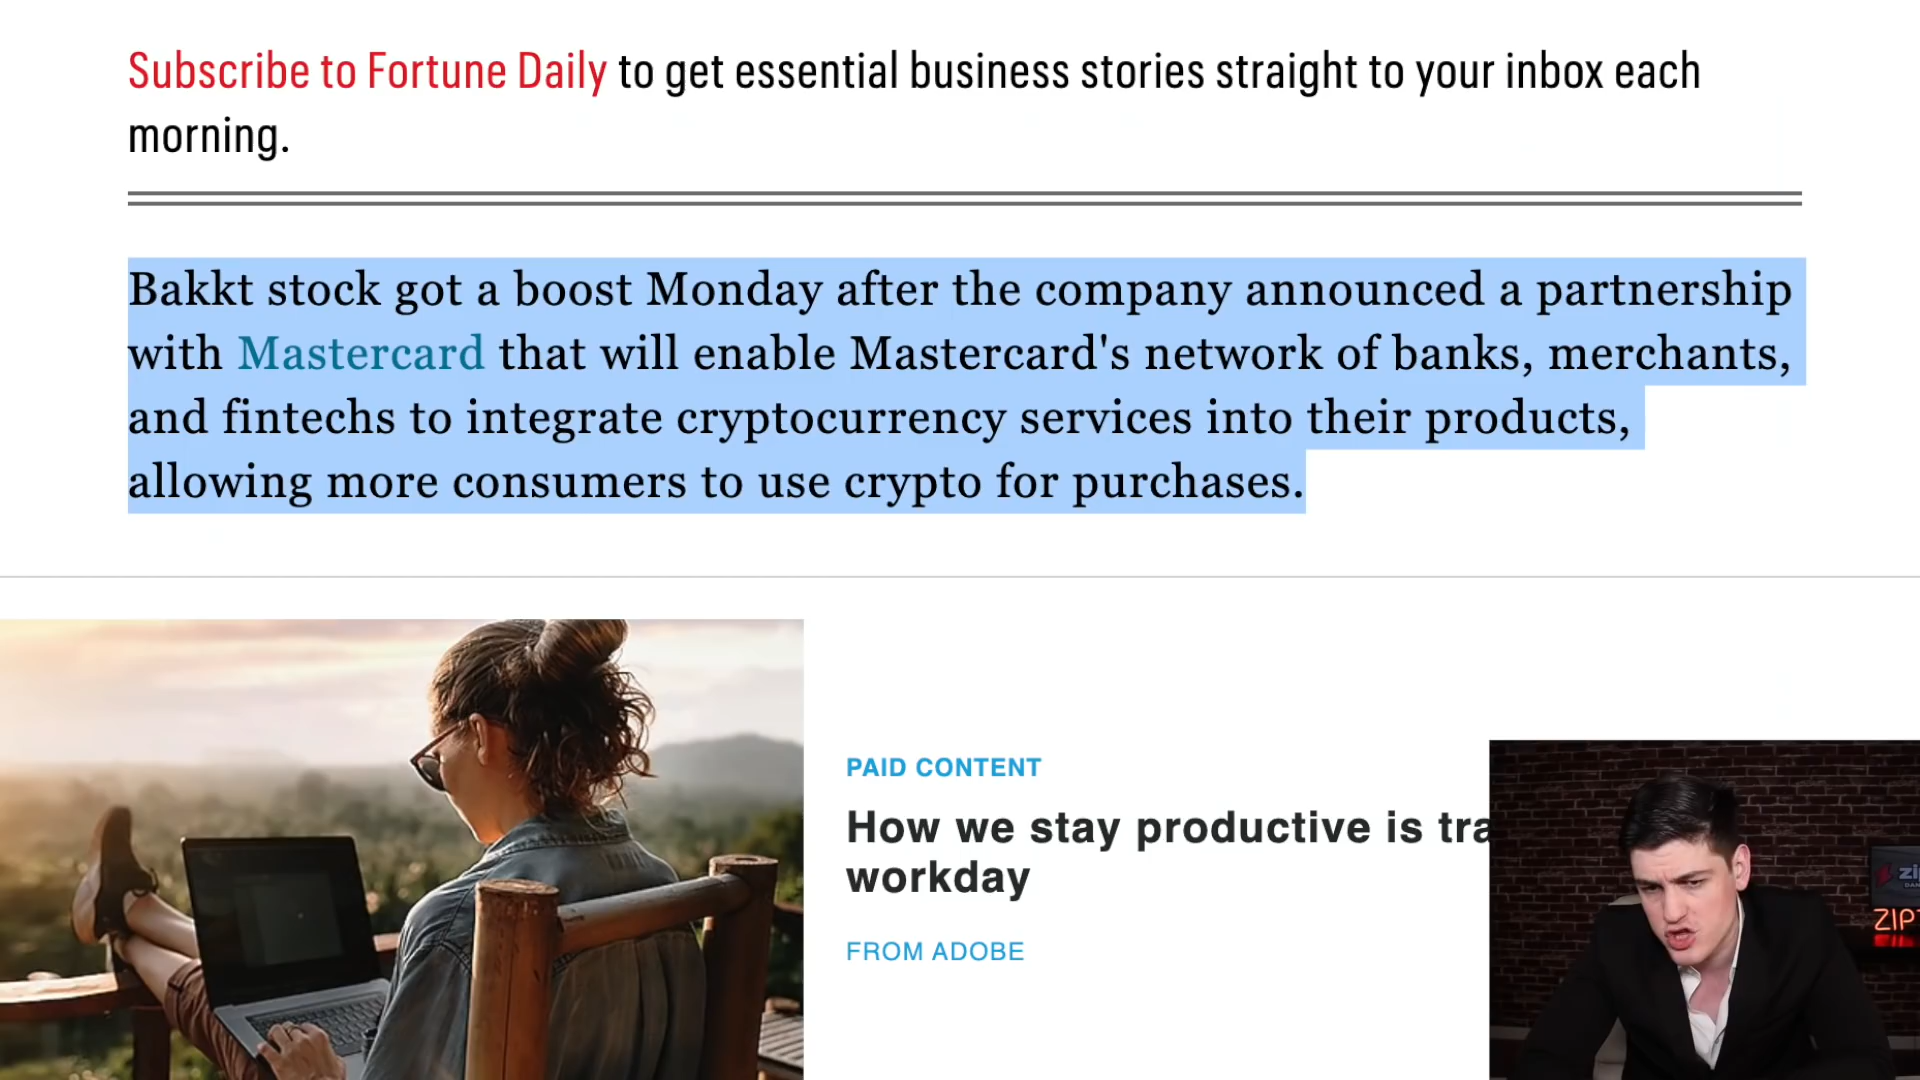 Subscribe to Fortune Daily to get essential business stories straight to your inbox each
morning.
Bakkt stock got a boost Monday after the company announced a partnership
with Mastercard that will enable Mastercard's network of banks, merchants,
and fintechs to integrate cryptocurrency services into their products,
allowing more consumers to use crypto for purchases.
PAID CONTENT
How we stay productive is tra
workday
FROM ADOBE
zi
ZIP